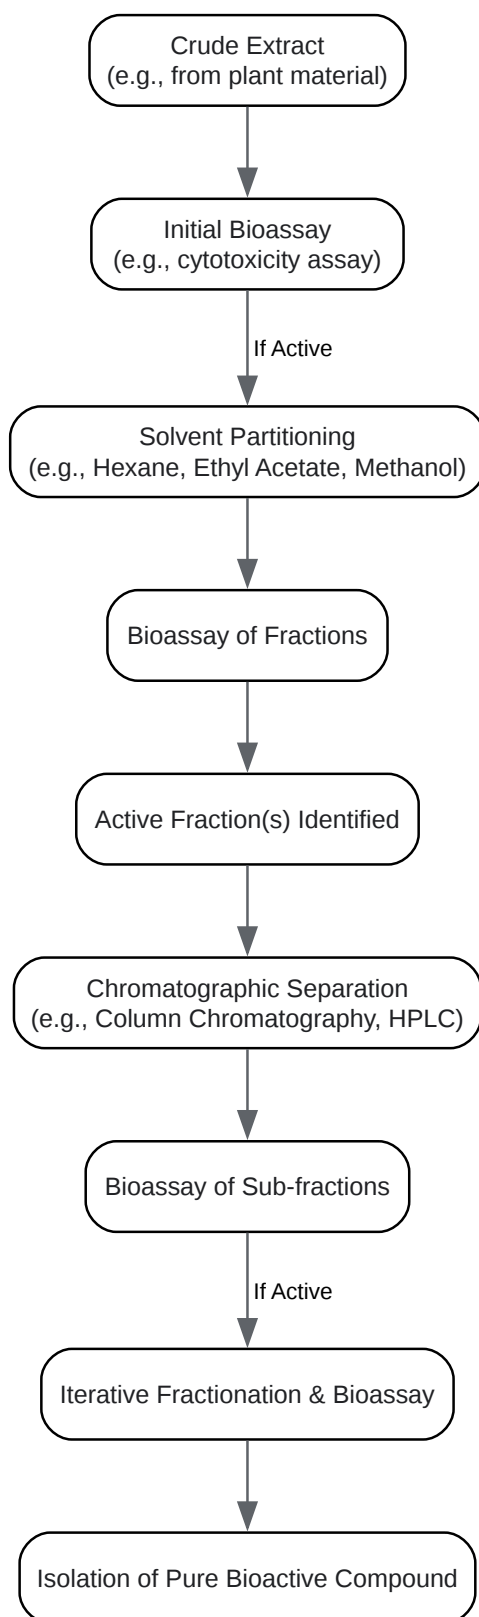 Crude Extract
(e.g., from plant material)
Initial Bioassay
(e.g., cytotoxicity assay)
If Active
Solvent Partitioning
(e.g., Hexane, Ethyl Acetate, Methanol)
Bioassay of Fractions
Active Fraction(s) Identified
Chromatographic Separation
(e.g., Column Chromatography, HPLC)
Bioassay of Sub-fractions
If Active
Iterative Fractionation & Bioassay
Isolation of Pure Bioactive Compound